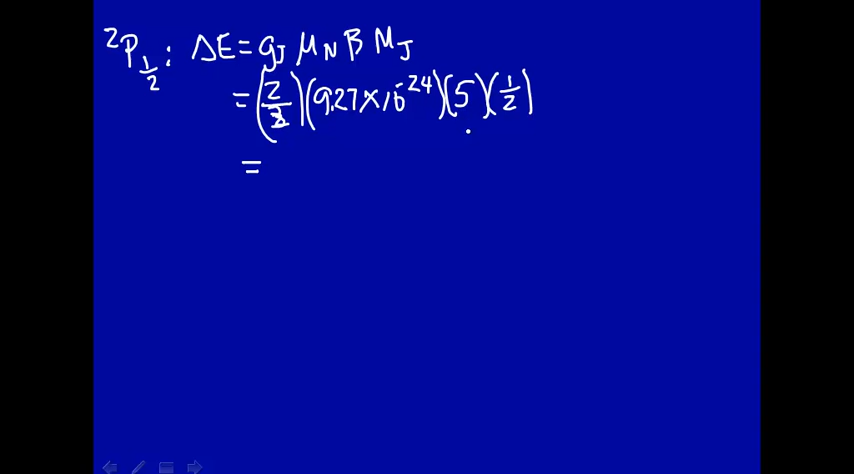 ²P₁/₂: ΔE = gJ μN B MJ
= (2/3)(9.27×10⁻²⁴)(5)(1/2)
=